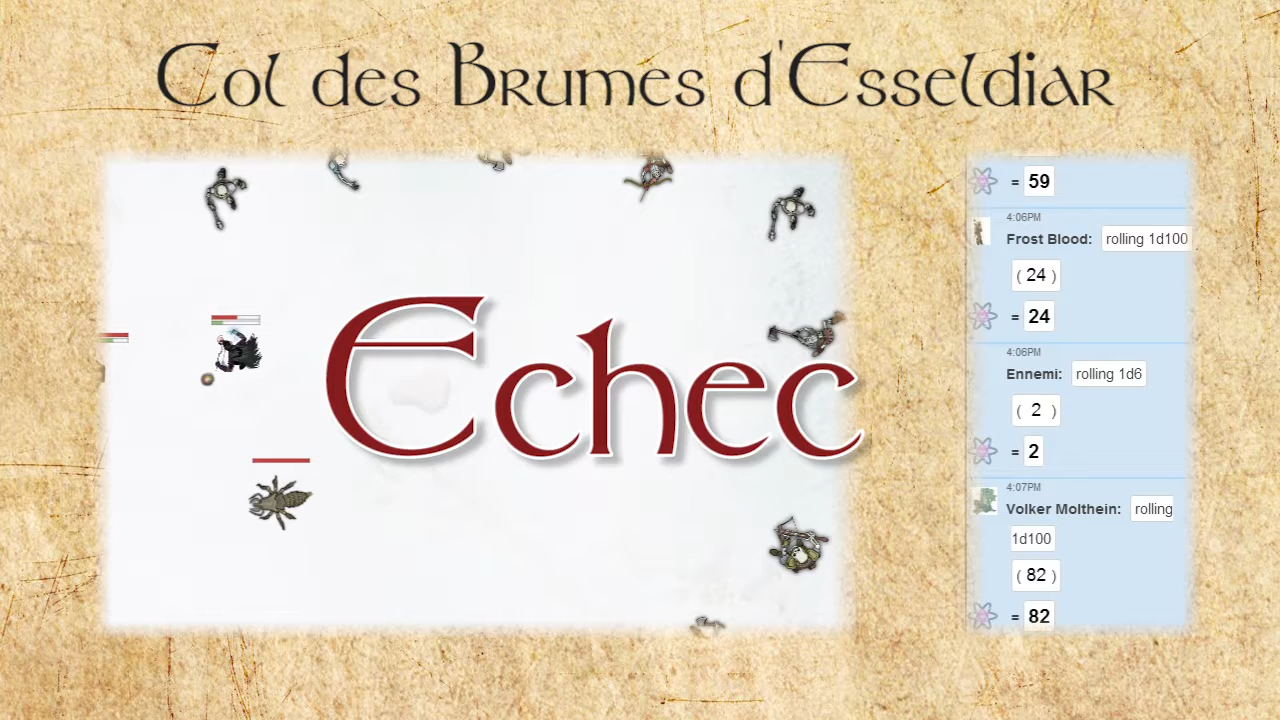 Col des Brumes d'Esseldiar
Echec
= 59
4:06PM
Frost Blood: rolling 1d100
( 24 )
= 24
4:06PM
Ennemi: rolling 1d6
( 2 )
= 2
4:07PM
Volker Molthein: rolling
1d100
( 82 )
= 82